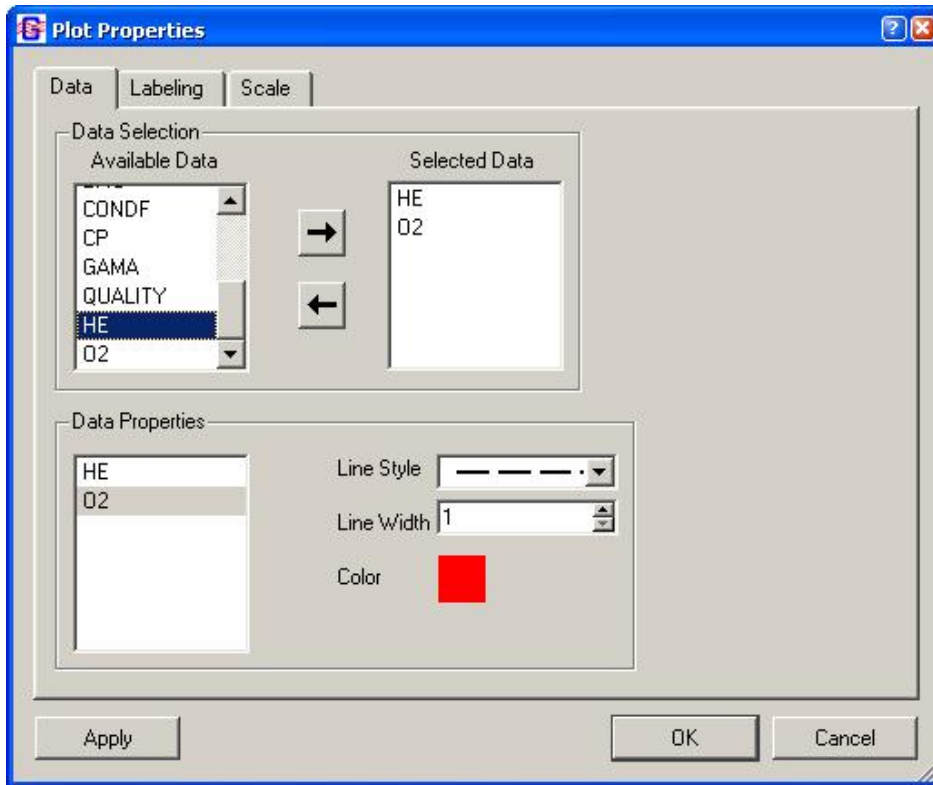 Plot Properties
Data Labeling Scale
Data Selection
Available Data
CONDF
CP
GAMA
QUALITY
HE
O2
Selected Data
HE
O2
Data Properties
HE
O2
Line Style
Line Width 1
Color
Apply OK Cancel